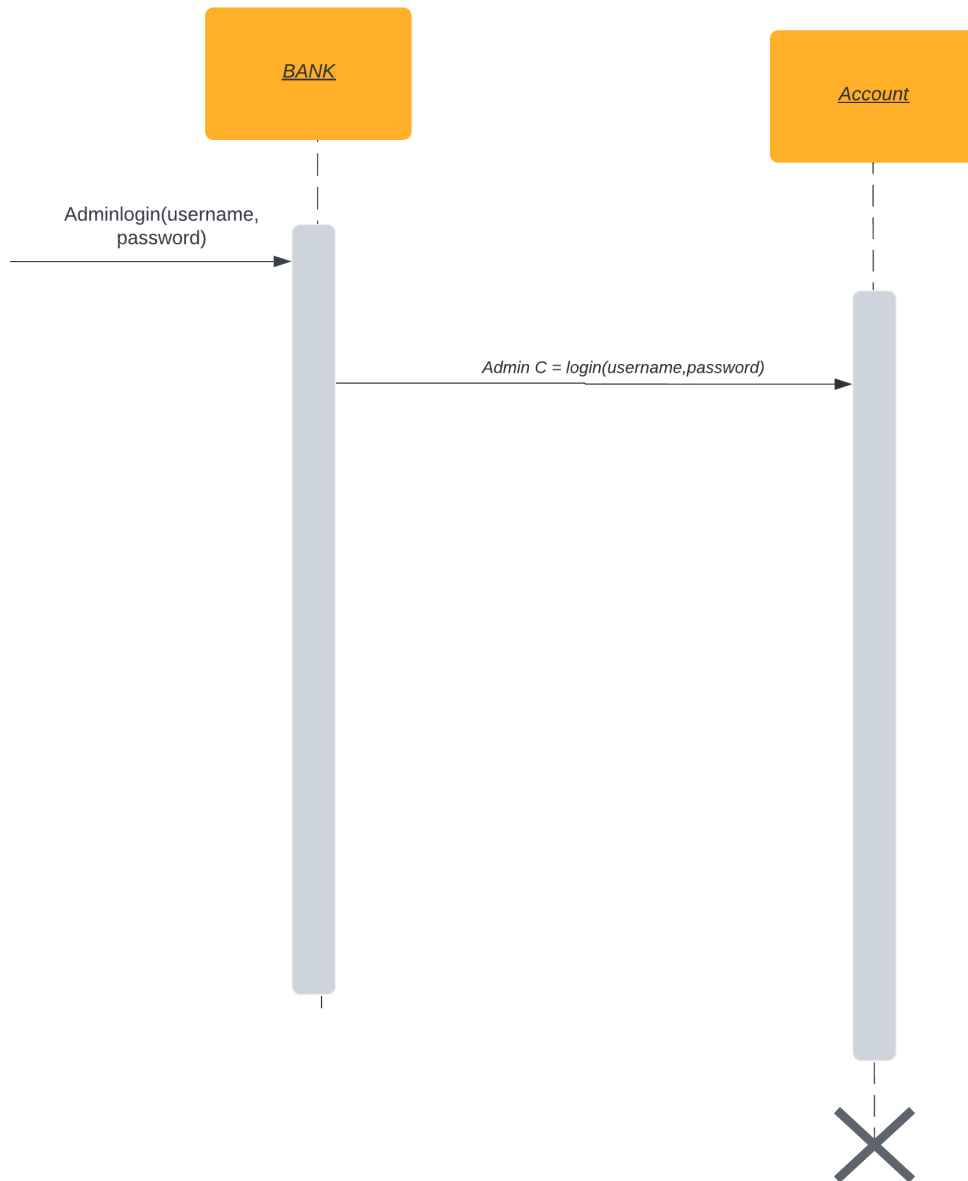 BANK
Account
Adminlogin(username,
password)
Admin C = login(username,password)